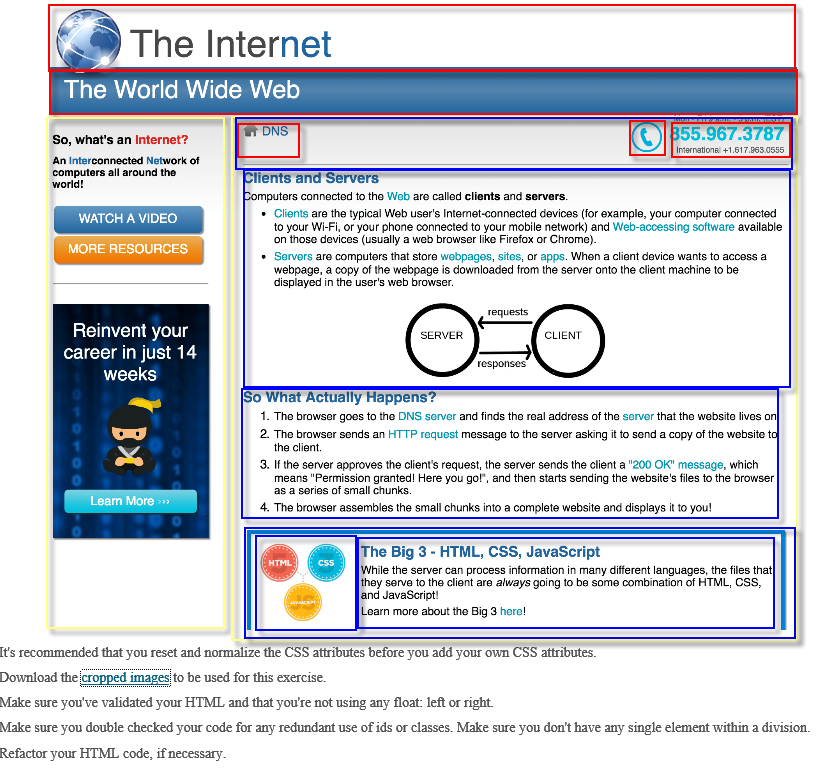 The Internet
The World Wide Web
So, what's an Internet?
An Interconnected Network of
computers all around the
world!
WATCH A VIDEO
MORE RESOURCES
Reinvent your
career in just 14
weeks
Learn More ›››
DNS
855.967.3787
International +1.617.963.0555
Clients and Servers
Computers connected to the Web are called clients and servers.
• Clients are the typical Web user's Internet-connected devices (for example, your computer connected
to your Wi-Fi, or your phone connected to your mobile network) and Web-accessing software available
on those devices (usually a web browser like Firefox or Chrome).
• Servers are computers that store webpages, sites, or apps. When a client device wants to access a
webpage, a copy of the webpage is downloaded from the server onto the client machine to be
displayed in the user's web browser.
requests
SERVER
CLIENT
responses
So What Actually Happens?
1. The browser goes to the DNS server and finds the real address of the server that the website lives on
2. The browser sends an HTTP request message to the server asking it to send a copy of the website to
the client.
3. If the server approves the client's request, the server sends the client a "200 OK" message, which
means "Permission granted! Here you go!", and then starts sending the website's files to the browser
as a series of small chunks.
4. The browser assembles the small chunks into a complete website and displays it to you!
HTML
CSS
JS
JAVASCRIPT
The Big 3 - HTML, CSS, JavaScript
While the server can process information in many different languages, the files that
they serve to the client are always going to be some combination of HTML, CSS,
and JavaScript!
Learn more about the Big 3 here!
It's recommended that you reset and normalize the CSS attributes before you add your own CSS attributes.
Download the cropped images to be used for this exercise.
Make sure you've validated your HTML and that you're not using any float: left or right.
Make sure you double checked your code for any redundant use of ids or classes. Make sure you don't have any single element within a division.
Refactor your HTML code, if necessary.